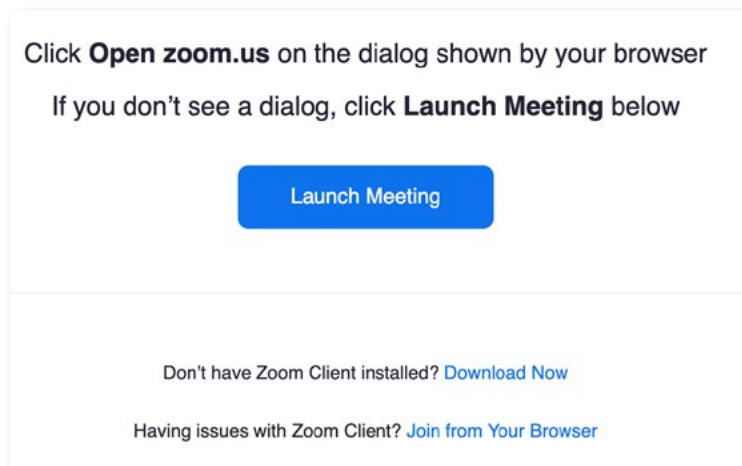 Click Open zoom.us on the dialog shown by your browser
If you don’t see a dialog, click Launch Meeting below
Launch Meeting
Don’t have Zoom Client installed? Download Now
Having issues with Zoom Client? Join from Your Browser